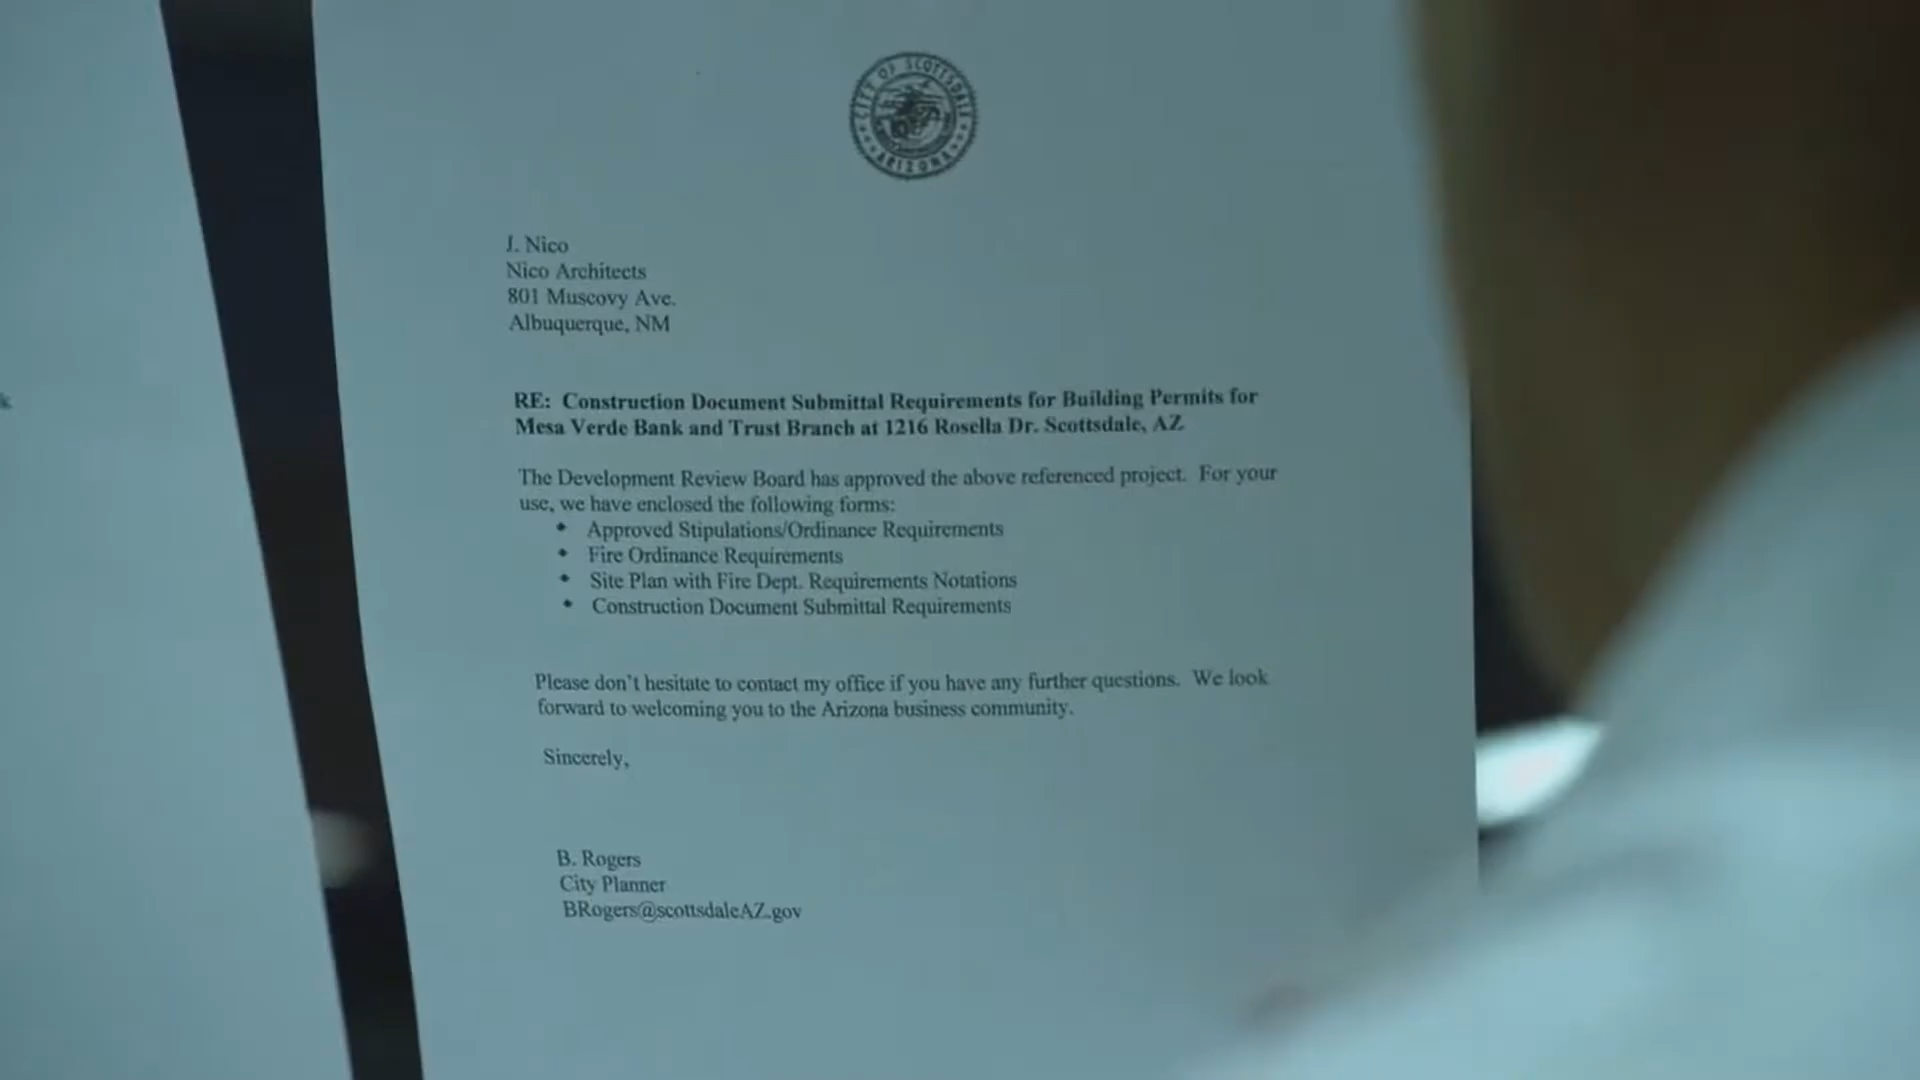 CITY OF SCOTTSDALE
ARIZONA
J. Nico
Nico Architects
801 Muscovy Ave.
Albuquerque, NM
RE: Construction Document Submittal Requirements for Building Permits for
Mesa Verde Bank and Trust Branch at 1216 Rosella Dr. Scottsdale, AZ
The Development Review Board has approved the above referenced project. For your
use, we have enclosed the following forms:
• Approved Stipulations/Ordinance Requirements
• Fire Ordinance Requirements
• Site Plan with Fire Dept. Requirements Notations
• Construction Document Submittal Requirements
Please don't hesitate to contact my office if you have any further questions. We look
forward to welcoming you to the Arizona business community.
Sincerely,
B. Rogers
City Planner
BRogers@scottsdaleAZ.gov